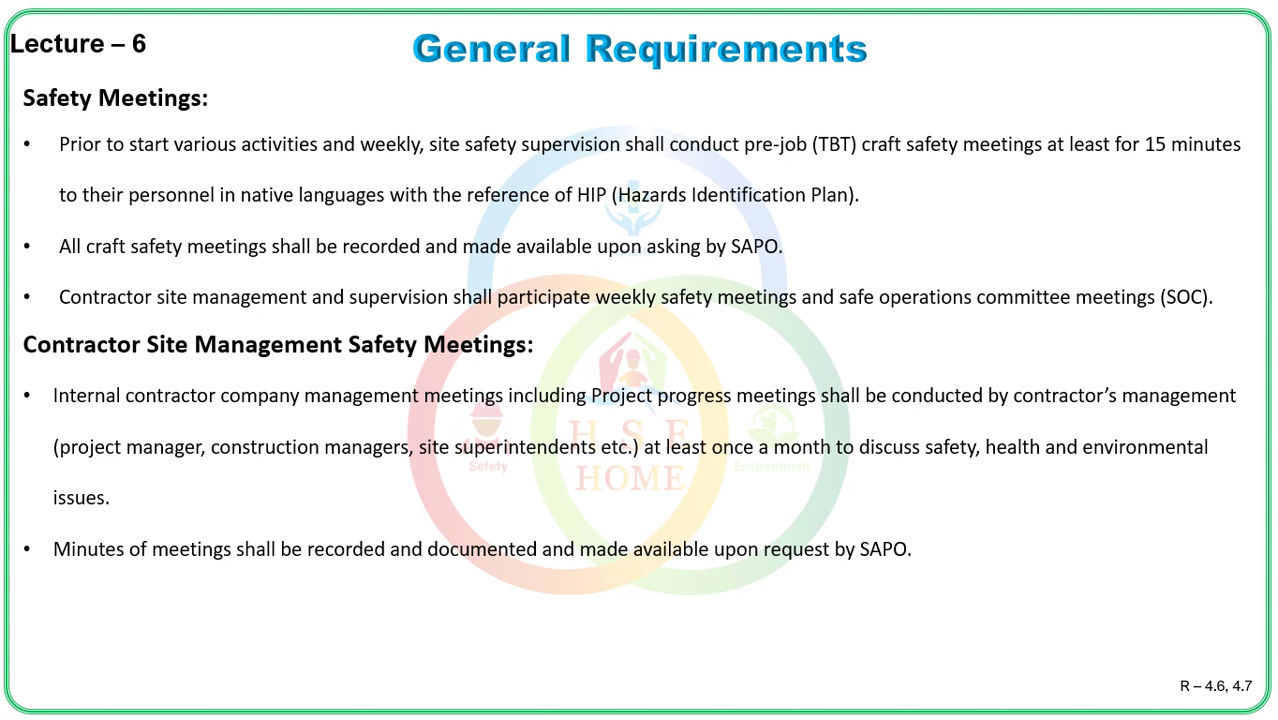 Lecture – 6
General Requirements
Safety Meetings:
• Prior to start various activities and weekly, site safety supervision shall conduct pre-job (TBT) craft safety meetings at least for 15 minutes
to their personnel in native languages with the reference of HIP (Hazards Identification Plan).
• All craft safety meetings shall be recorded and made available upon asking by SAPO.
• Contractor site management and supervision shall participate weekly safety meetings and safe operations committee meetings (SOC).
Contractor Site Management Safety Meetings:
• Internal contractor company management meetings including Project progress meetings shall be conducted by contractor’s management
(project manager, construction managers, site superintendents etc.) at least once a month to discuss safety, health and environmental
issues.
• Minutes of meetings shall be recorded and documented and made available upon request by SAPO.
H S E
HOME
Safety
Environment
R – 4.6, 4.7